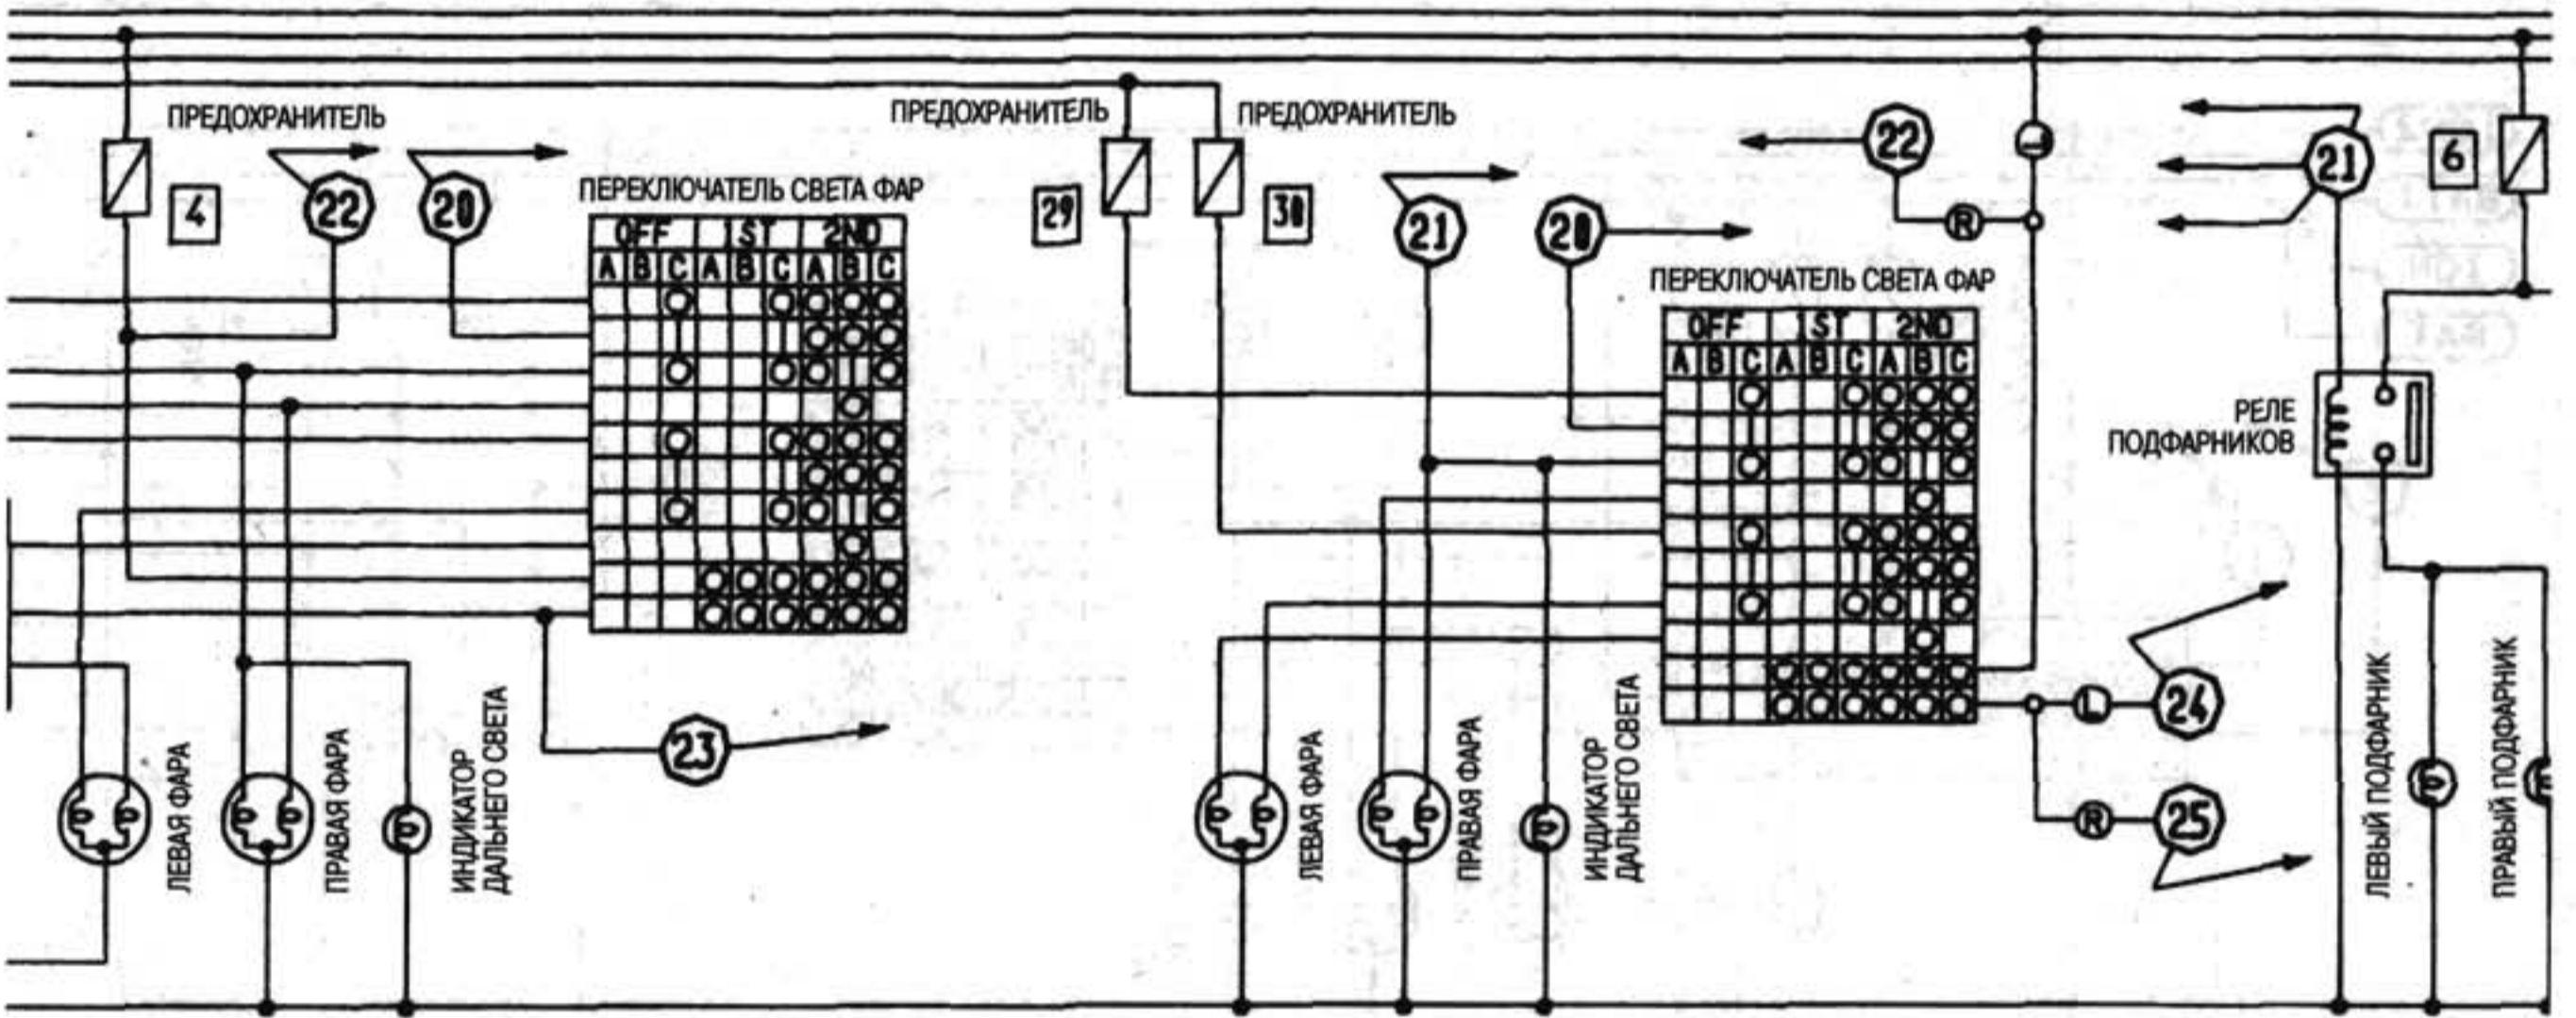 ПРЕДОХРАНИТЕЛЬ
4
22
20
ПЕРЕКЛЮЧАТЕЛЬ СВЕТА ФАР
OFF 1ST 2ND
A B C A B C A B C
23
ЛЕВАЯ ФАРА
ПРАВАЯ ФАРА
ИНДИКАТОР
ДАЛЬНЕГО СВЕТА
ПРЕДОХРАНИТЕЛЬ
ПРЕДОХРАНИТЕЛЬ
29
30
21
20
22
L
R
ПЕРЕКЛЮЧАТЕЛЬ СВЕТА ФАР
OFF 1ST 2ND
A B C A B C A B C
L
24
R
25
ЛЕВАЯ ФАРА
ПРАВАЯ ФАРА
ИНДИКАТОР
ДАЛЬНЕГО СВЕТА
21
6
РЕЛЕ
ПОДФАРНИКОВ
ЛЕВЫЙ ПОДФАРНИК
ПРАВЫЙ ПОДФАРНИК